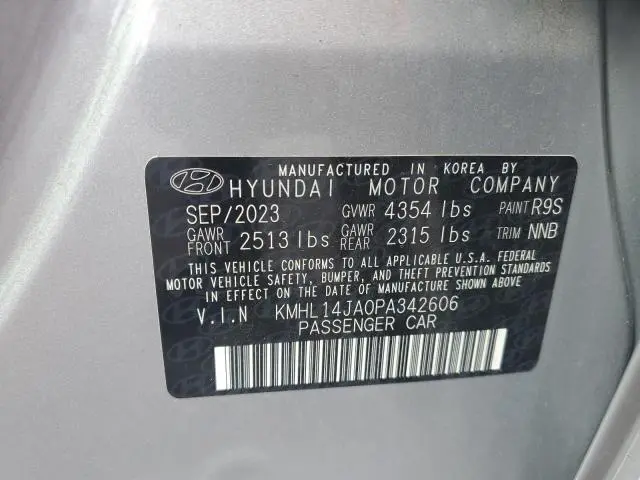 MANUFACTURED IN KOREA BY
HYUNDAI MOTOR COMPANY
SEP/2023 GVWR 4354 lbs PAINT R9S
GAWR FRONT 2513 lbs GAWR REAR 2315 lbs TRIM NNB
THIS VEHICLE CONFORMS TO ALL APPLICABLE U.S.A. FEDERAL
MOTOR VEHICLE SAFETY, BUMPER, AND THEFT PREVENTION STANDARDS
IN EFFECT ON THE DATE OF MANUFACTURE SHOWN ABOVE
V.I.N KMHL14JA0PA342606
PASSENGER CAR